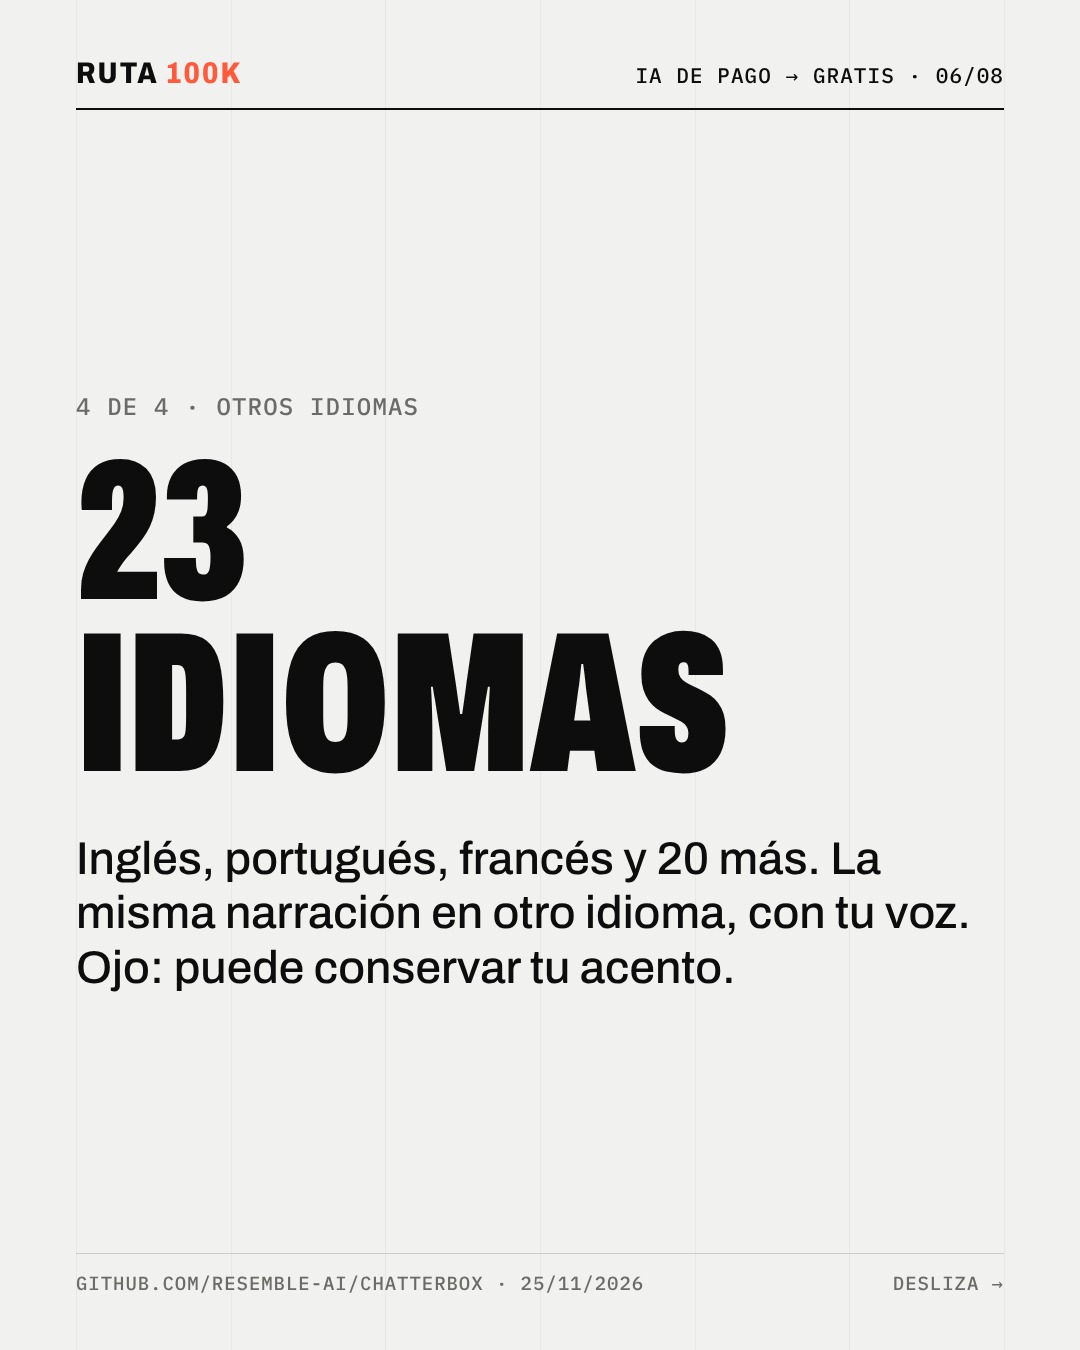 RUTA 100K
IA DE PAGO → GRATIS · 06/08
4 DE 4 · OTROS IDIOMAS
23
IDIOMAS
Inglés, portugués, francés y 20 más. La
misma narración en otro idioma, con tu voz.
Ojo: puede conservar tu acento.
GITHUB.COM/RESEMBLE-AI/CHATTERBOX · 25/11/2026
DESLIZA →